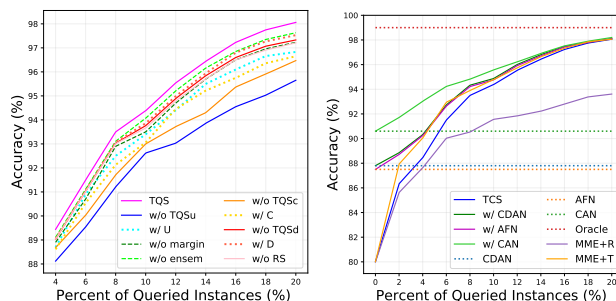 98
97
96
95
94
93
92
91
90
89
88
Accuracy (%)
TQS
w/o TQSu
w/ U
w/o margin
w/o ensem
w/o TQSc
w/ C
w/o TQSd
w/ D
w/o RS
4 6 8 10 12 14 16 18 20
Percent of Queried Instances (%)
100
98
96
94
92
90
88
86
84
82
80
Accuracy (%)
TCS
w/ CDAN
w/ AFN
w/ CAN
CDAN
AFN
CAN
Oracle
MME+R
MME+T
0 2 4 6 8 10 12 14 16 18 20
Percent of Queried Instances (%)